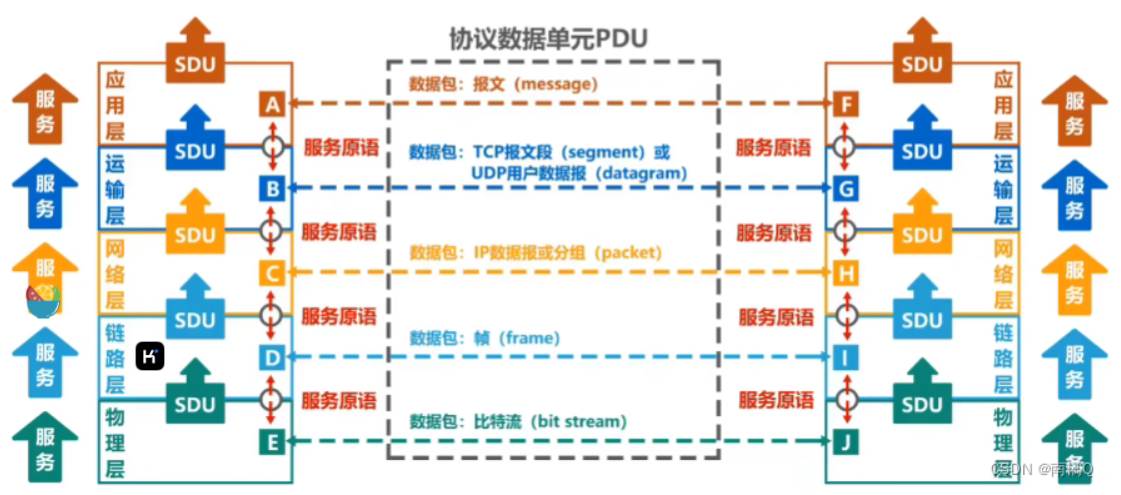 协议数据单元PDU
SDU
SDU
应用层
应用层
数据包：报文（message）
服务
服务
A
F
服务原语
服务原语
SDU
SDU
数据包：TCP报文段（segment）或
UDP用户数据报（datagram）
运输层
运输层
服务
服务
B
G
服务原语
服务原语
SDU
SDU
数据包：IP数据报或分组（packet）
网络层
网络层
服
服务
C
H
服务原语
服务原语
SDU
SDU
数据包：帧（frame）
链路层
链路层
K
服务
服务
D
I
服务原语
服务原语
SDU
SDU
数据包：比特流（bit stream）
物理层
物理层
服务
服务
E
J
CSDN @南楠Q